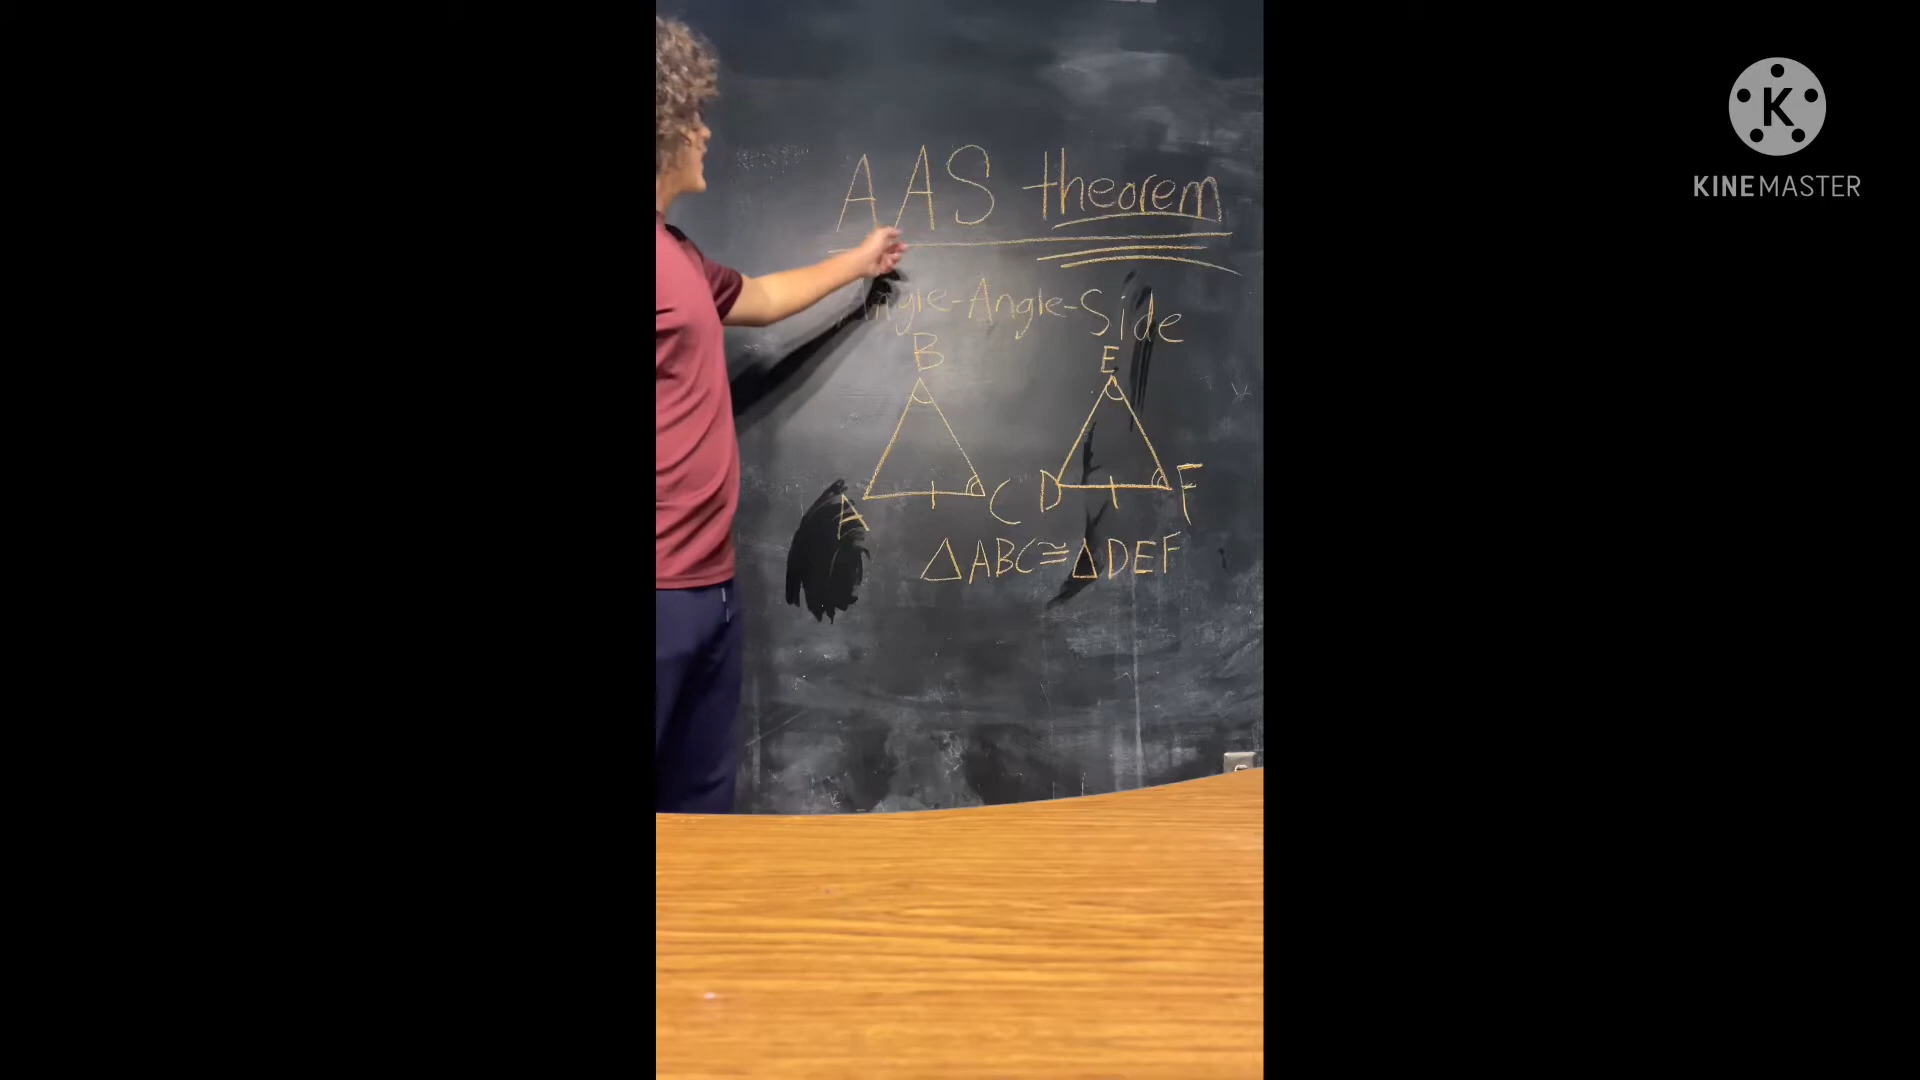 AAS theorem
Angle-Angle-Side
B
E
A
C
D
F
△ABC≅△DEF
K
KINEMASTER